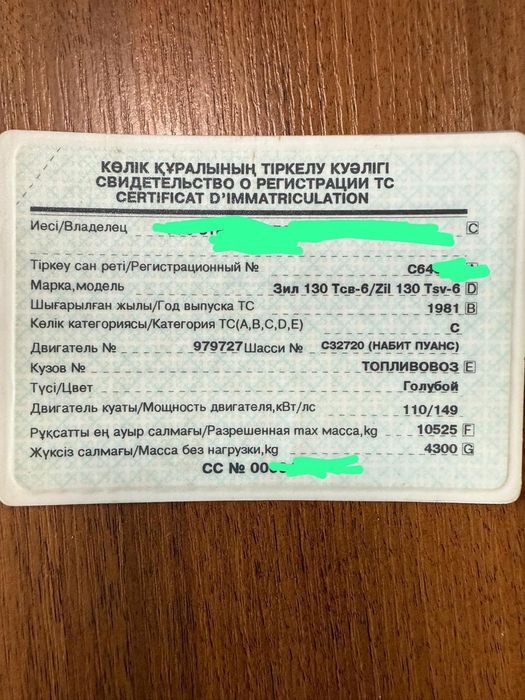 КӨЛІК ҚҰРАЛЫНЫҢ ТІРКЕЛУ КУӘЛІГІ
СВИДЕТЕЛЬСТВО О РЕГИСТРАЦИИ ТС
CERTIFICAT D'IMMATRICULATION
Иесі/Владелец C
Тіркеу сан реті/Регистрационный № C64
Марка,модель Зил 130 Тсв-6/Zil 130 Tsv-6 D
Шығарылған жылы/Год выпуска ТС 1981 B
Көлік категориясы/Категория ТС(A,B,C,D,E) C
Двигатель № 979727 Шасси № С32720 (НАБИТ ПУАНС)
Кузов № ТОПЛИВОВОЗ E
Түсі/Цвет Голубой
Двигатель куаты/Мощность двигателя,кВт/лс 110/149
Рұқсатты ең ауыр салмағы/Разрешенная max масса,kg 10525 F
Жүксіз салмағы/Масса без нагрузки,kg 4300 G
СС № 00